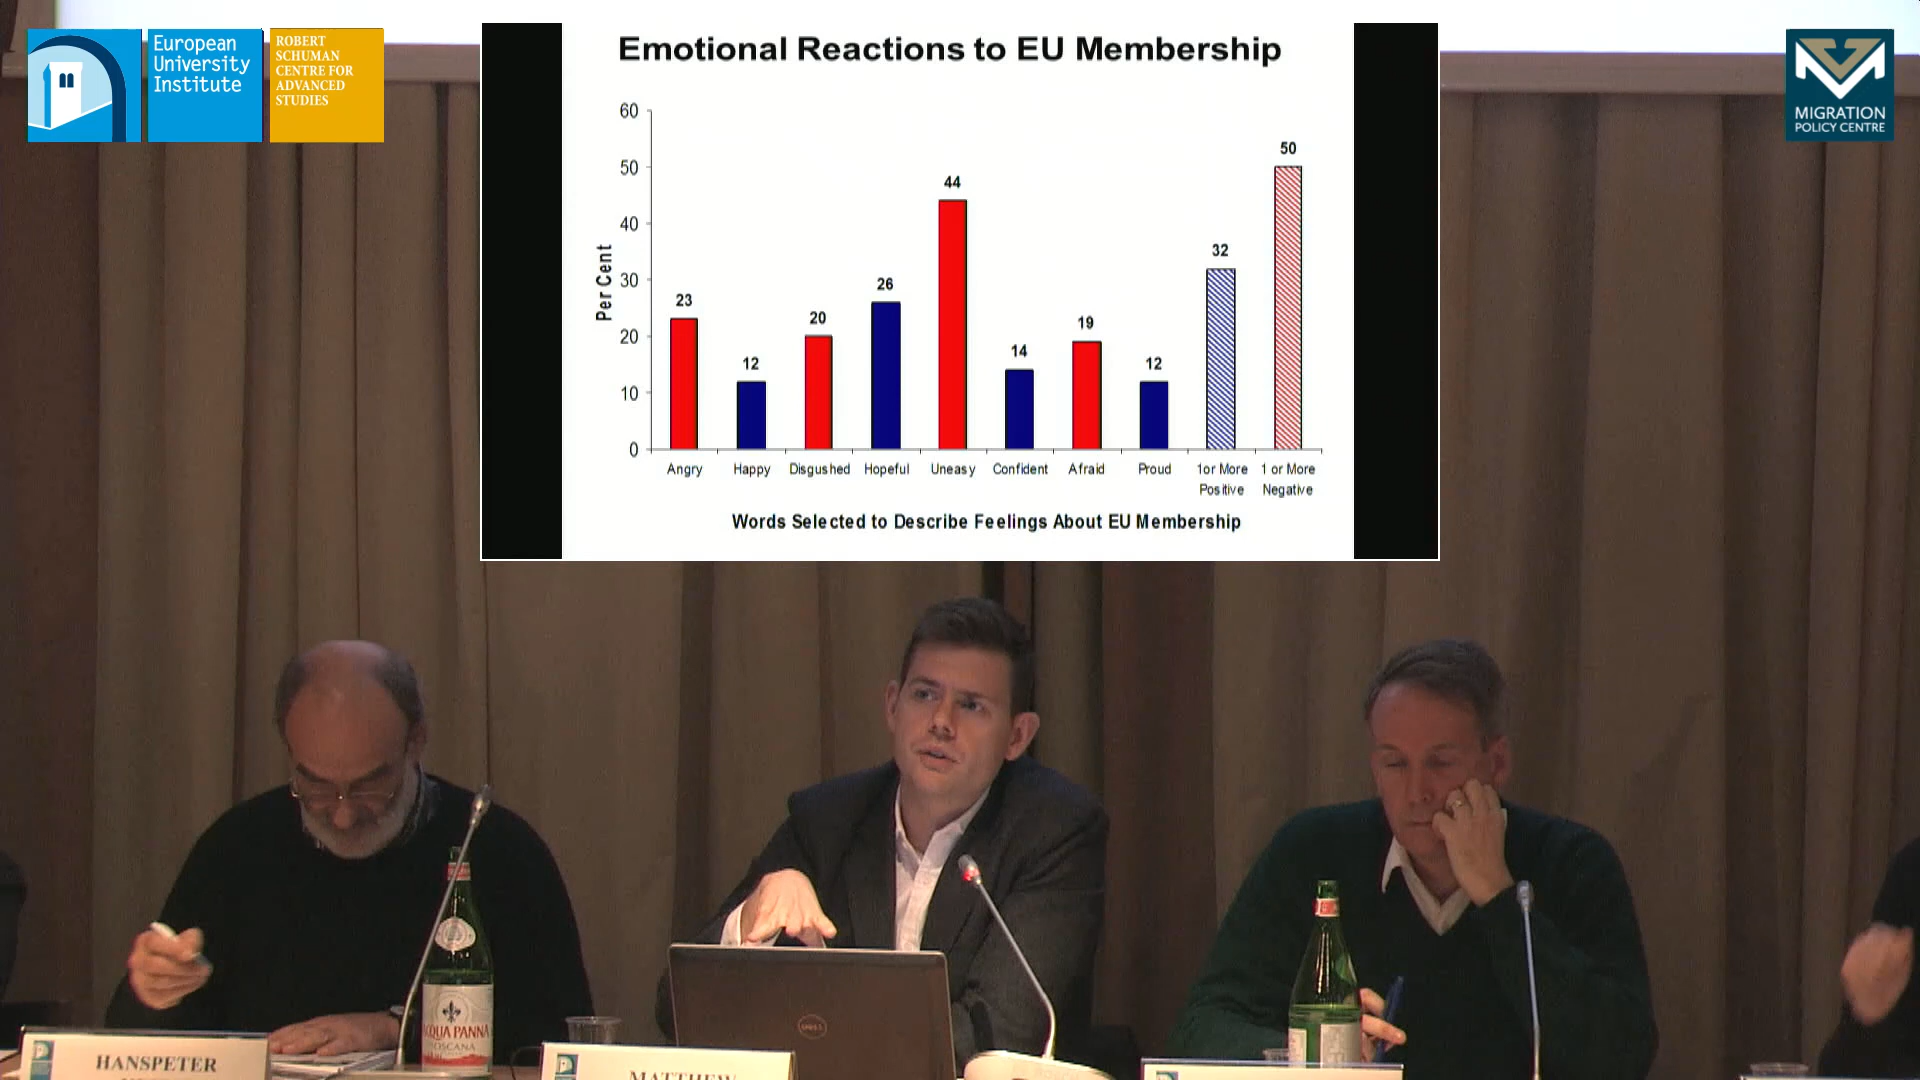 European
University
Institute
ROBERT
SCHUMAN
CENTRE FOR
ADVANCED
STUDIES
MIGRATION
POLICY CENTRE
Emotional Reactions to EU Membership
Per Cent
60
50
40
30
20
10
0
23
12
20
26
44
14
19
12
32
50
Angry
Happy
Disgushed
Hopeful
Uneasy
Confident
Afraid
Proud
1or More
Positive
1 or More
Negative
Words Selected to Describe Feelings About EU Membership
ACQUA PANNA
TOSCANA
DELL
HANSPETER
MATTHEW